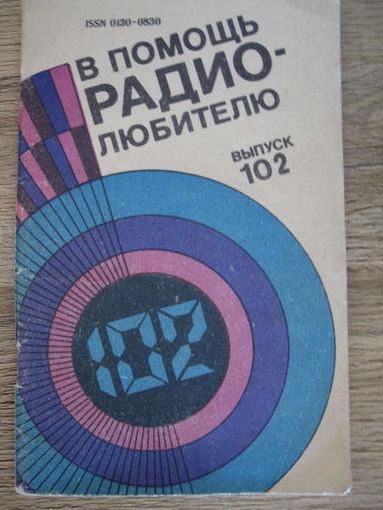 ISSN 0130-0830
В ПОМОЩЬ
РАДИО-
ЛЮБИТЕЛЮ
ВЫПУСК
102
102